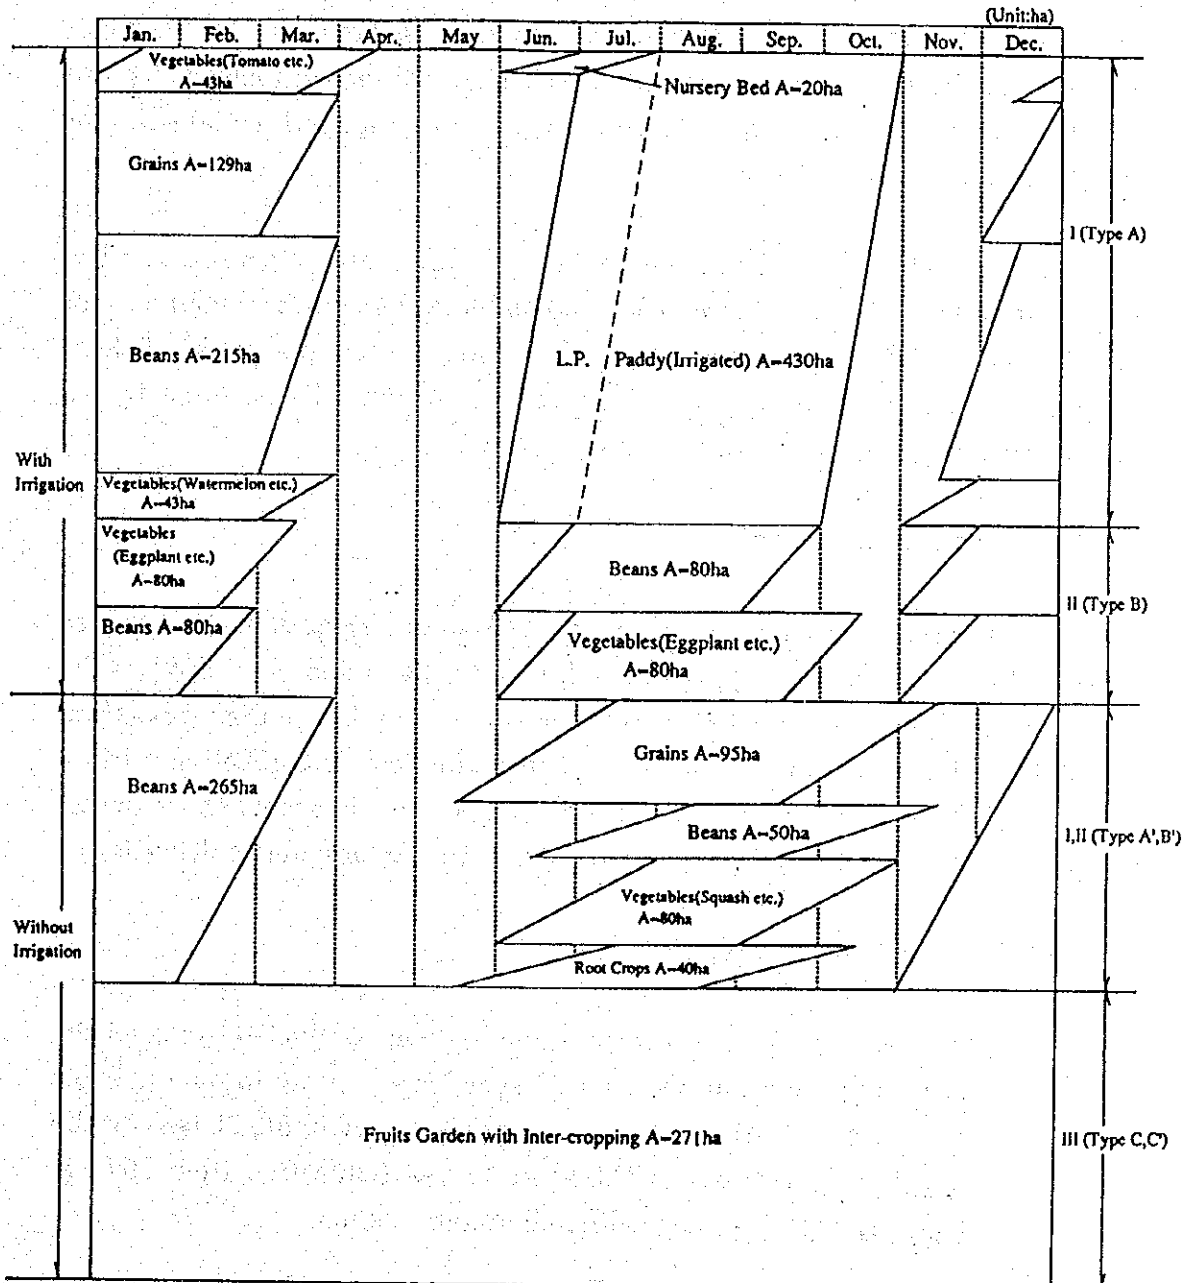 (Unit:ha)
Jan. Feb. Mar. Apr. May Jun. Jul. Aug. Sep. Oct. Nov. Dec.
Vegetables(Tomato etc.)
A-43ha
Nursery Bed A-20ha
Grains A-129ha
I (Type A)
Beans A-215ha
L.P. Paddy(Irrigated) A-430ha
With
Irrigation
Vegetables(Watermelon etc.)
A-43ha
Vegetables
(Eggplant etc.)
A-80ha
Beans A-80ha
II (Type B)
Beans A-80ha
Vegetables(Eggplant etc.)
A-80ha
Grains A-95ha
Beans A-265ha
Beans A-50ha
I,II (Type A',B')
Vegetables(Squash etc.)
A-80ha
Without
Irrigation
Root Crops A-40ha
Fruits Garden with Inter-cropping A-271ha
III (Type C,C')